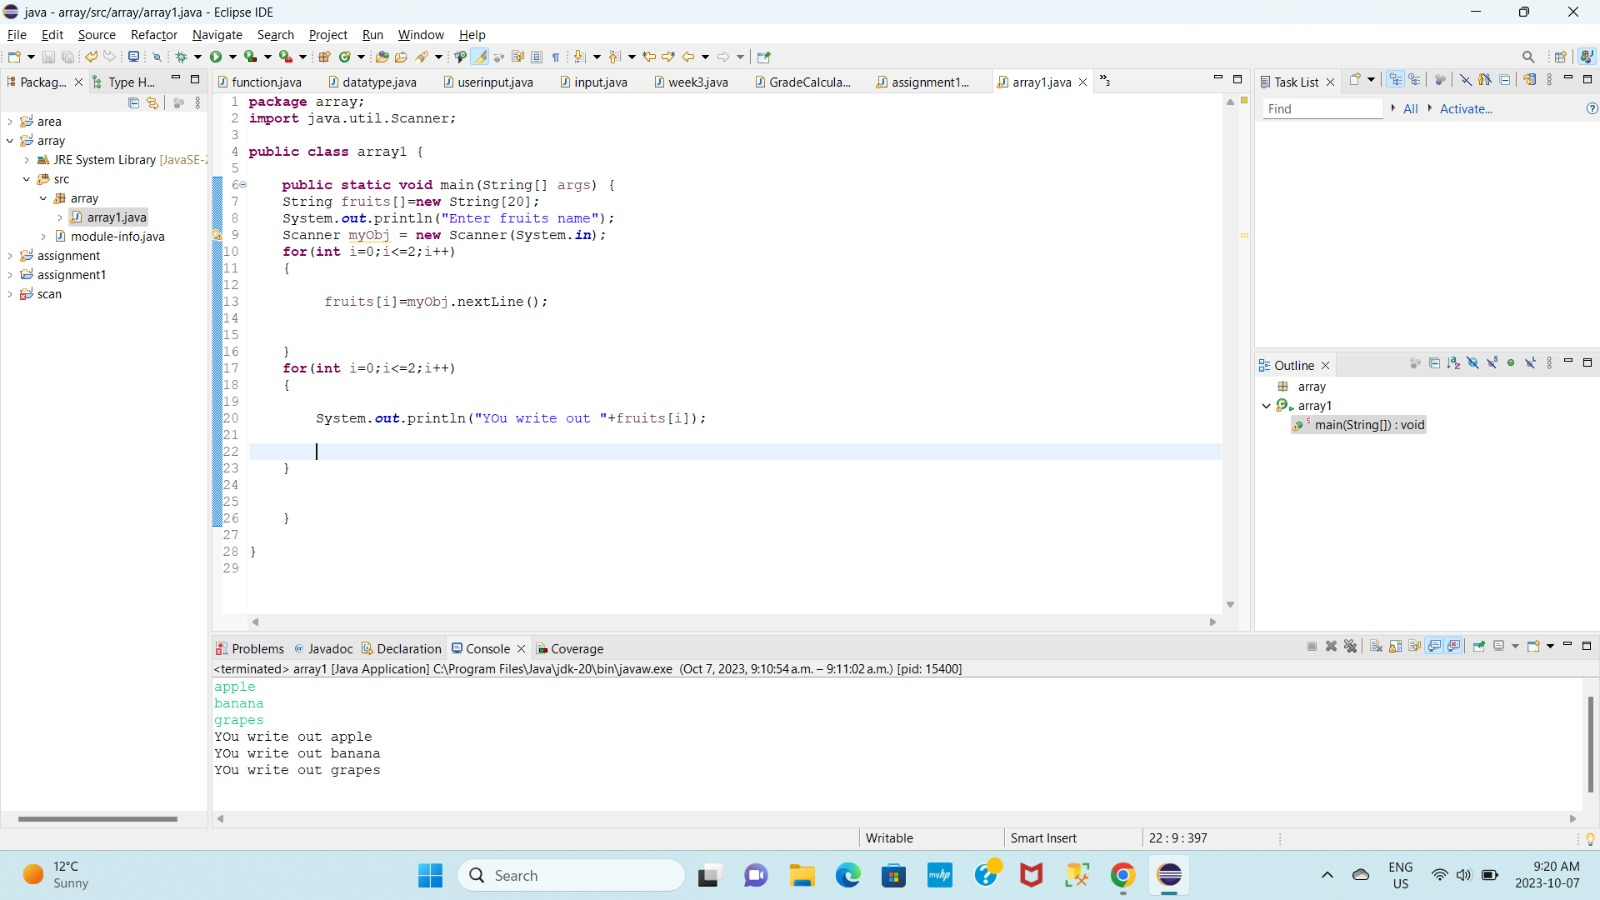 java - array/src/array/array1.java - Eclipse IDE
File Edit Source Refactor Navigate Search Project Run Window Help
Packag... Type H...
function.java datatype.java userinput.java input.java week3.java GradeCalcula... assignment1... array1.java »3
area
array
JRE System Library [JavaSE-
src
array
array1.java
module-info.java
assignment
assignment1
scan
1 package array;
2 import java.util.Scanner;
3
4 public class array1 {
5
6 public static void main(String[] args) {
7 String fruits[]=new String[20];
8 System.out.println("Enter fruits name");
9 Scanner myObj = new Scanner(System.in);
10 for(int i=0;i<=2;i++)
11 {
12
13 fruits[i]=myObj.nextLine();
14
15
16 }
17 for(int i=0;i<=2;i++)
18 {
19
20 System.out.println("YOu write out "+fruits[i]);
21
22
23 }
24
25
26 }
27
28 }
29
Task List
Find All Activate...
Outline
array
array1
main(String[]) : void
Problems Javadoc Declaration Console Coverage
<terminated> array1 [Java Application] C:\Program Files\Java\jdk-20\bin\javaw.exe (Oct 7, 2023, 9:10:54 a.m. – 9:11:02 a.m.) [pid: 15400]
apple
banana
grapes
YOu write out apple
YOu write out banana
YOu write out grapes
Writable Smart Insert 22 : 9 : 397
12°C
Sunny
Search
myhp
ENG
US
9:20 AM
2023-10-07